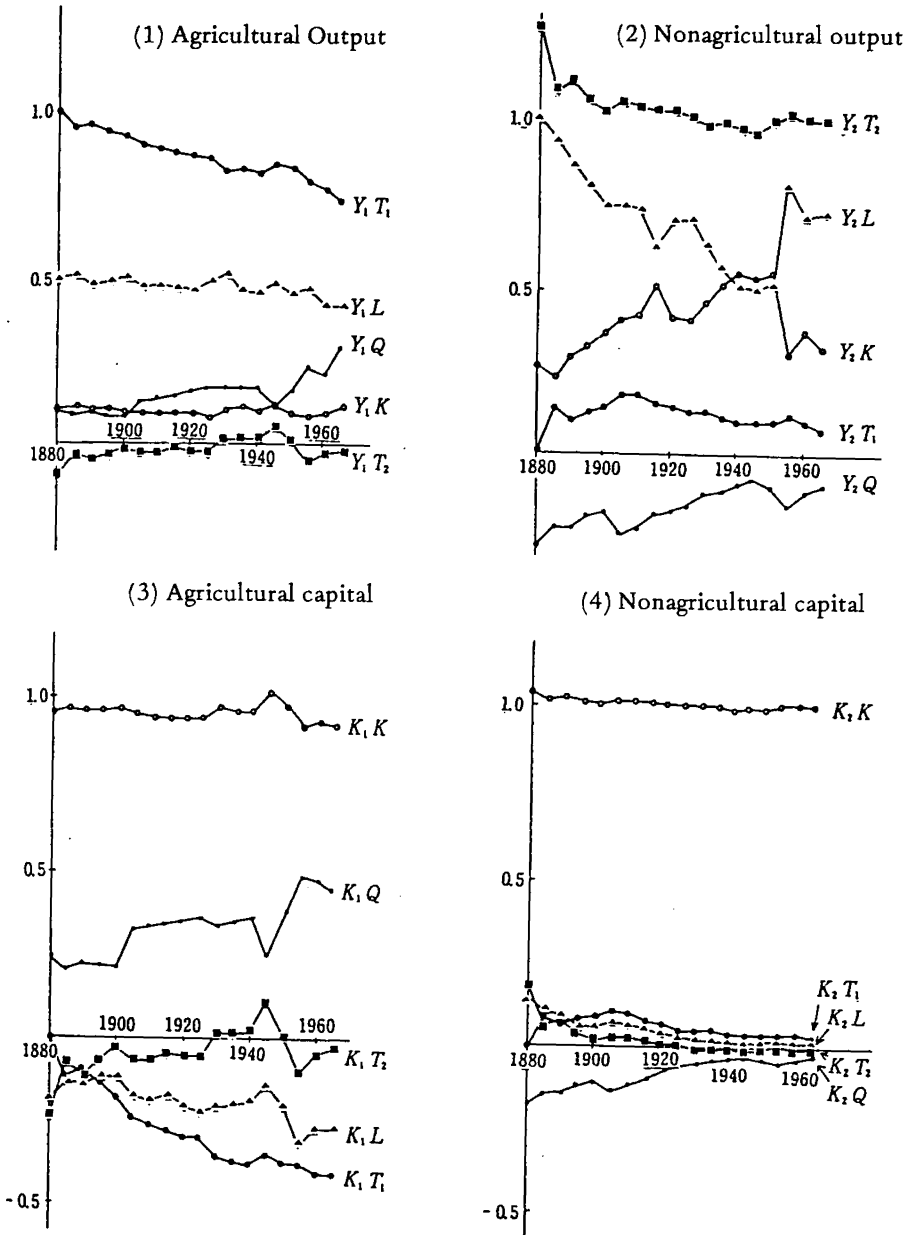 (1) Agricultural Output
1.0
0.5
Y₁ T₁
Y₁ L
Y₁ Q
Y₁ K
Y₁ T₂
1880
1900
1920
1940
1960
(2) Nonagricultural output
1.0
0.5
Y₂ T₂
Y₂ L
Y₂ K
Y₂ T₁
Y₂ Q
1880
1900
1920
1940
1960
(3) Agricultural capital
1.0
0.5
-0.5
K₁ K
K₁ Q
K₁ T₂
K₁ L
K₁ T₁
1880
1900
1920
1940
1960
(4) Nonagricultural capital
1.0
0.5
-0.5
K₂ K
K₂ T₁
K₂ L
K₂ T₂
K₂ Q
1880
1900
1920
1940
1960